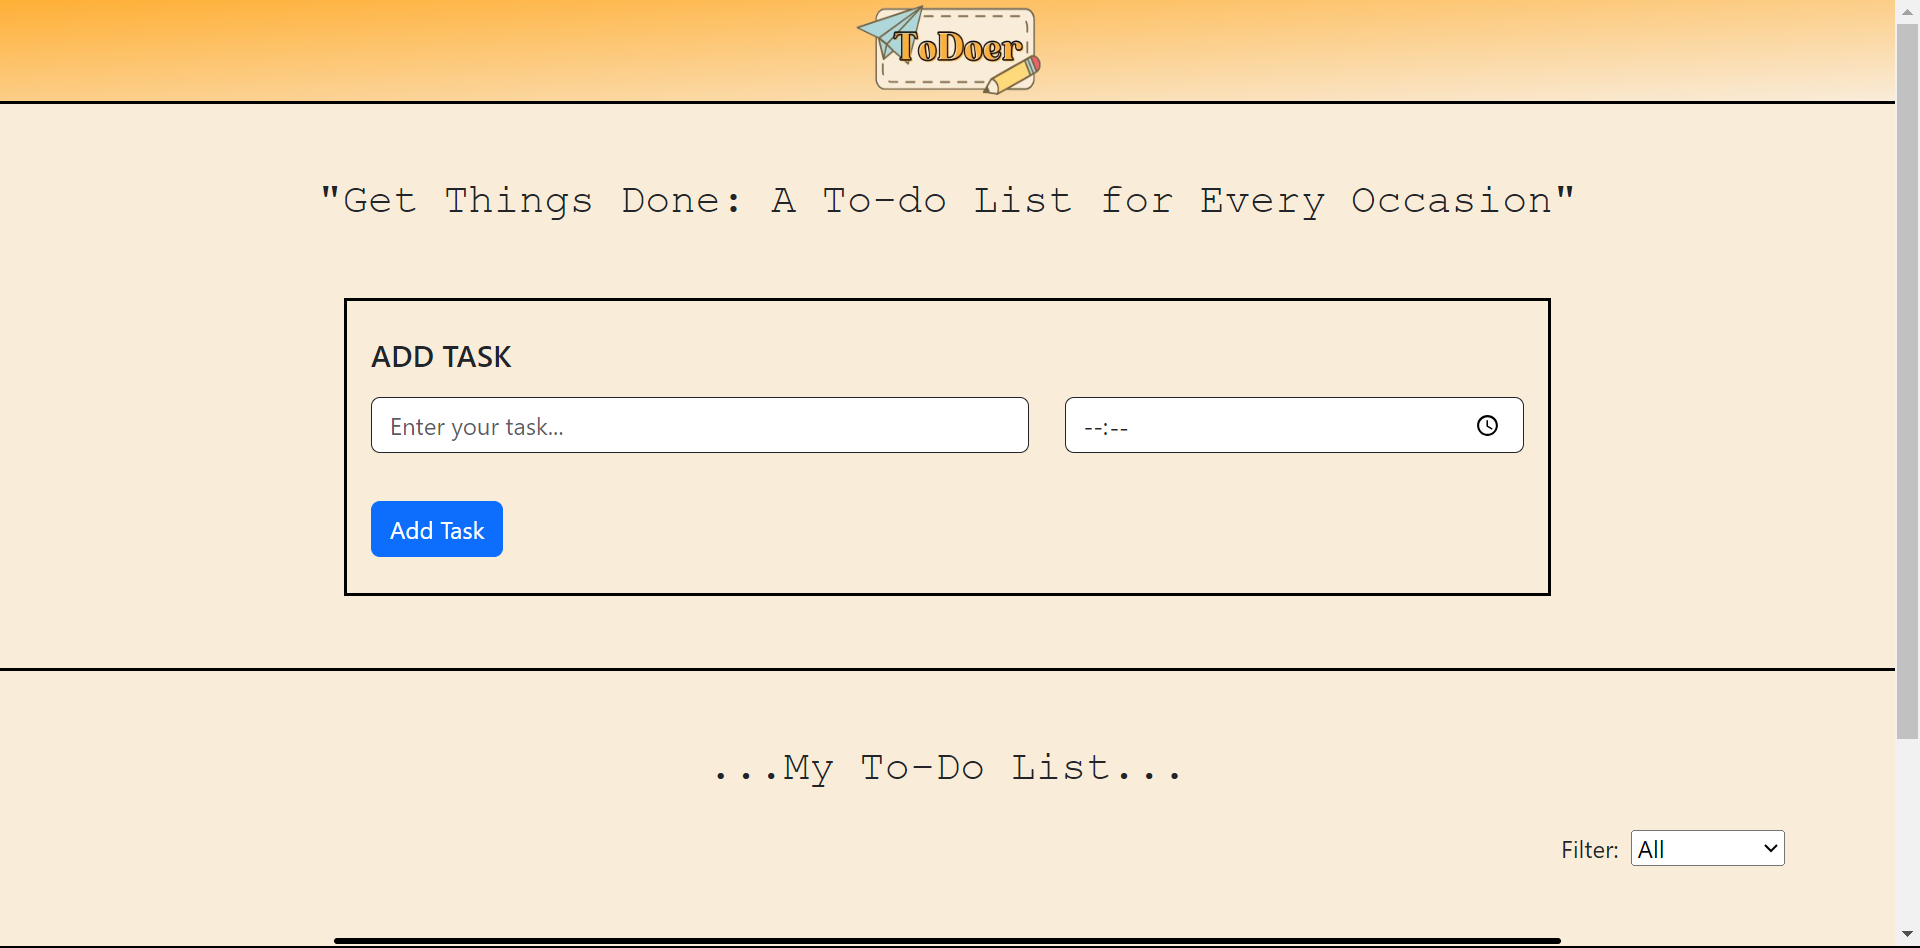 ToDoer
"Get Things Done: A To-do List for Every Occasion"
ADD TASK
Enter your task...
--:--
Add Task
...My To-Do List...
Filter: All